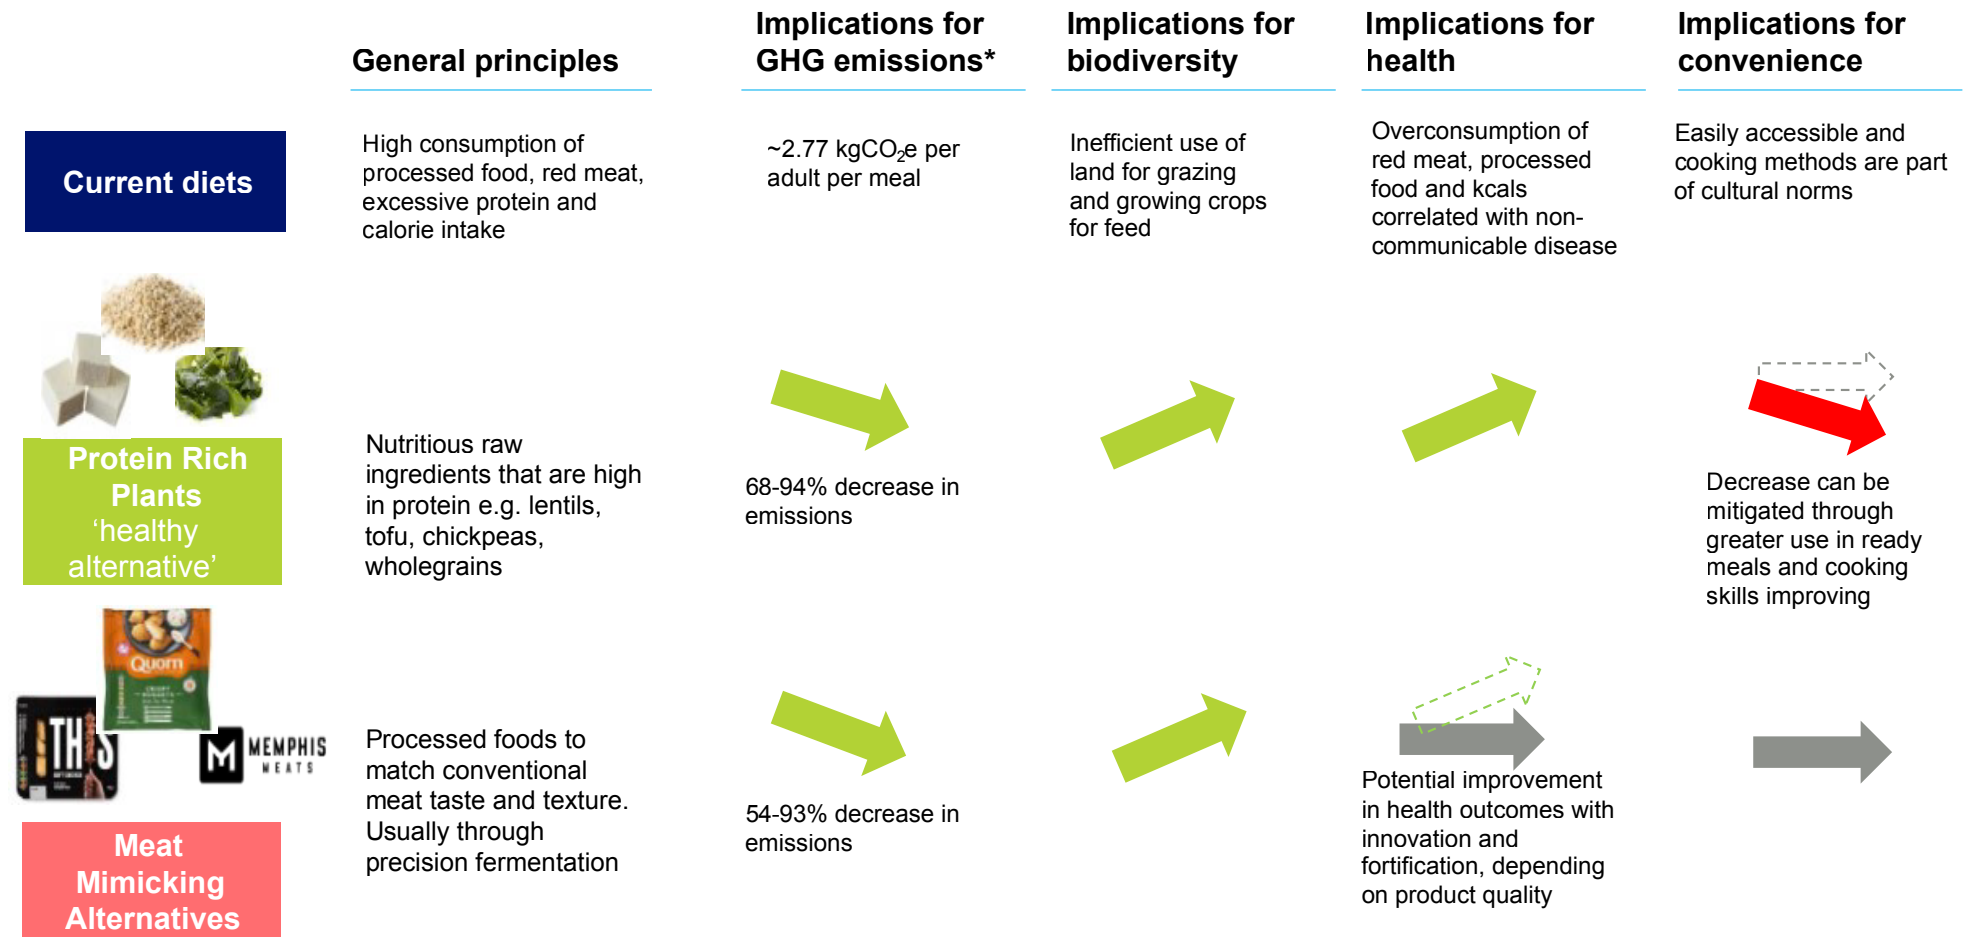 General principles
Implications for
GHG emissions*
Implications for
biodiversity
Implications for
health
Implications for
convenience
Current diets
High consumption of
processed food, red meat,
excessive protein and
calorie intake
~2.77 kgCO₂e per
adult per meal
Inefficient use of
land for grazing
and growing crops
for feed
Overconsumption of
red meat, processed
food and kcals
correlated with non-
communicable disease
Easily accessible and
cooking methods are part
of cultural norms
Protein Rich
Plants
‘healthy
alternative’
Nutritious raw
ingredients that are high
in protein e.g. lentils,
tofu, chickpeas,
wholegrains
68-94% decrease in
emissions
Decrease can be
mitigated through
greater use in ready
meals and cooking
skills improving
Quorn
TH S
M MEMPHIS
MEATS
Meat
Mimicking
Alternatives
Processed foods to
match conventional
meat taste and texture.
Usually through
precision fermentation
54-93% decrease in
emissions
Potential improvement
in health outcomes with
innovation and
fortification, depending
on product quality